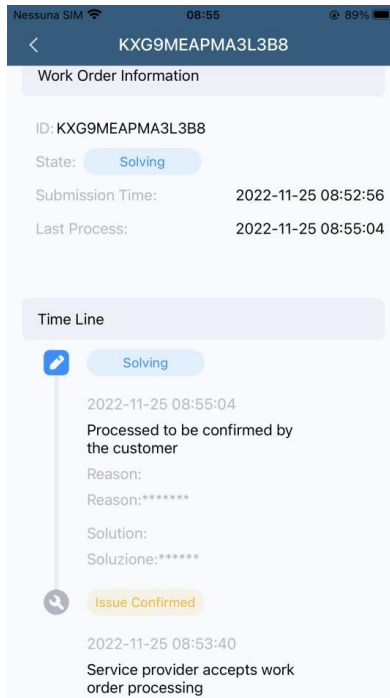 Nessuna SIM 08:55 89%
KXG9MEAPMA3L3B8
Work Order Information
ID: KXG9MEAPMA3L3B8
State: Solving
Submission Time: 2022-11-25 08:52:56
Last Process: 2022-11-25 08:55:04
Time Line
Solving
2022-11-25 08:55:04
Processed to be confirmed by
the customer
Reason:
Reason:*******
Solution:
Soluzione:******
Issue Confirmed
2022-11-25 08:53:40
Service provider accepts work
order processing